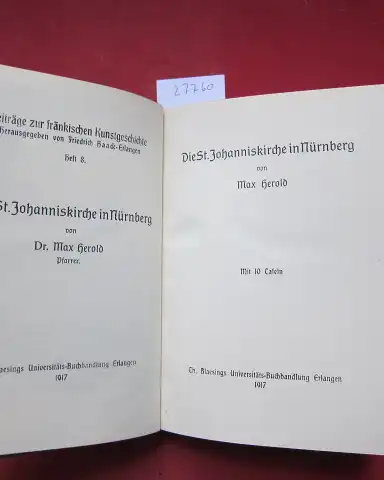 27760
eiträge zur fränkischen Kunstgeschichte
herausgegeben von Friedrich Haack-Erlangen
Heft 8.
St. Johanniskirche in Nürnberg
von
Dr. Max Herold
Pfarrer.
laesings Universitäts-Buchhandlung Erlangen
1917
Die St. Johanniskirche in Nürnberg
von
Max Herold
Mit 10 Tafeln
Th. Blaesings Universitäts-Buchhandlung Erlangen
1917